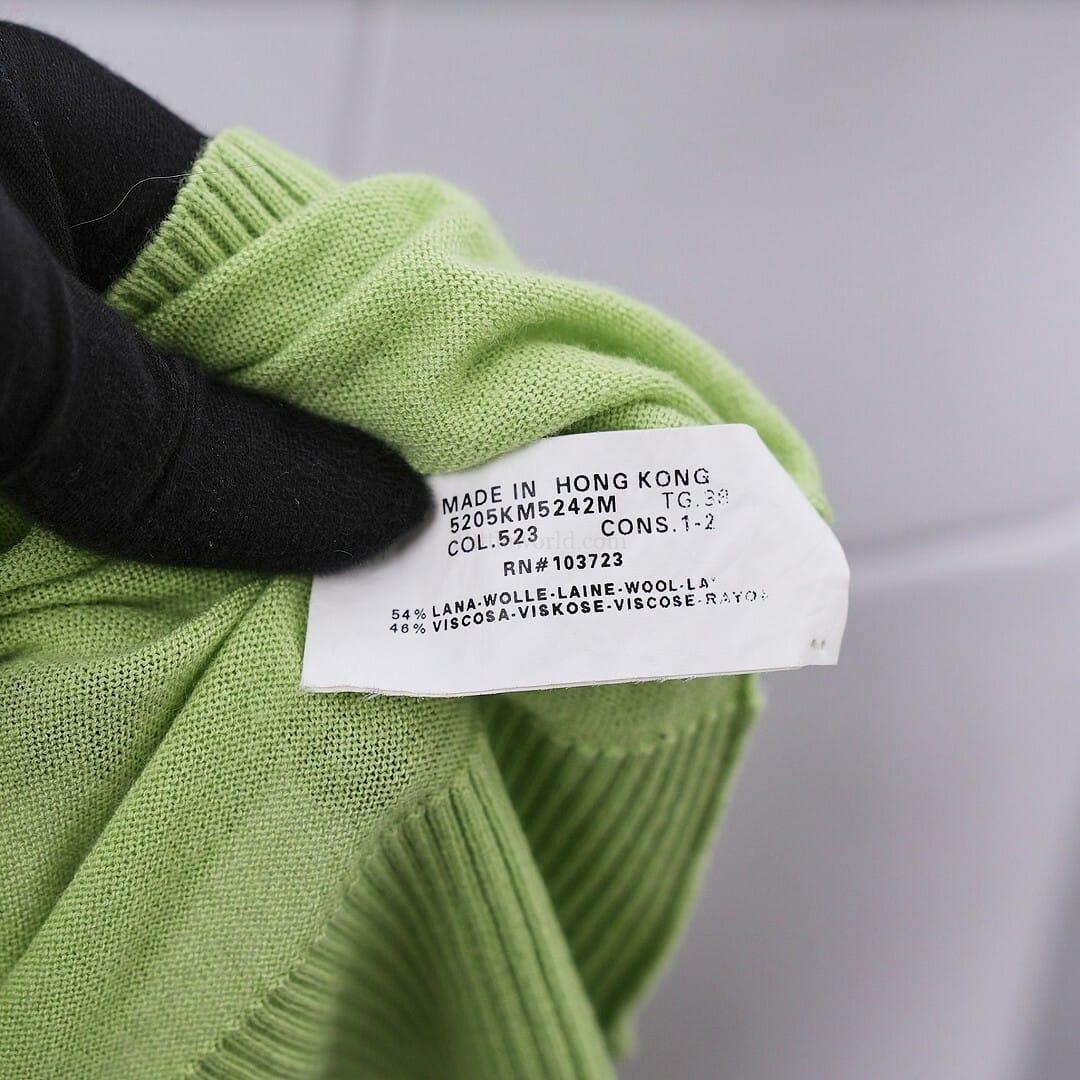 MADE IN HONG KONG
5205KM5242M TG.38
COL.523 CONS.1-2
RN#103723
54% LANA-WOLLE-LAINE-WOOL-
46% VISCOSA-VISKOSE-VISCOSE-RAYON